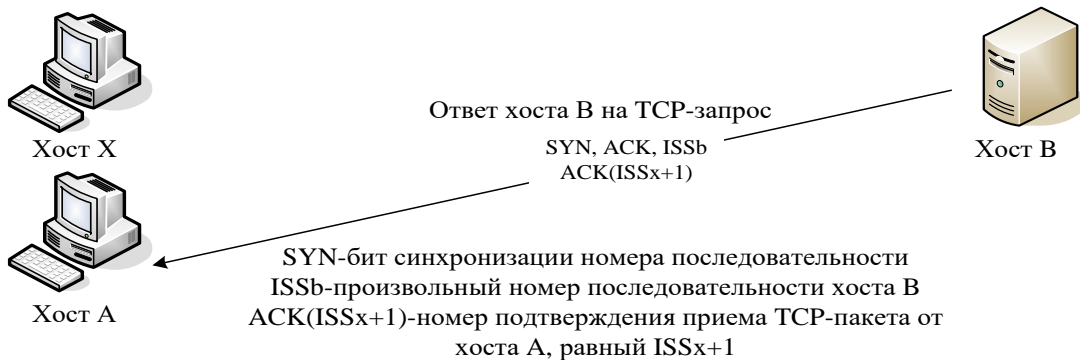 Ответ хоста В на TCP-запрос
SYN, ACK, ISSb
ACK(ISSx+1)
Хост X
Хост В
Хост А
SYN-бит синхронизации номера последовательности
ISSb-произвольный номер последовательности хоста В
ACK(ISSx+1)-номер подтверждения приема TCP-пакета от
хоста А, равный ISSx+1